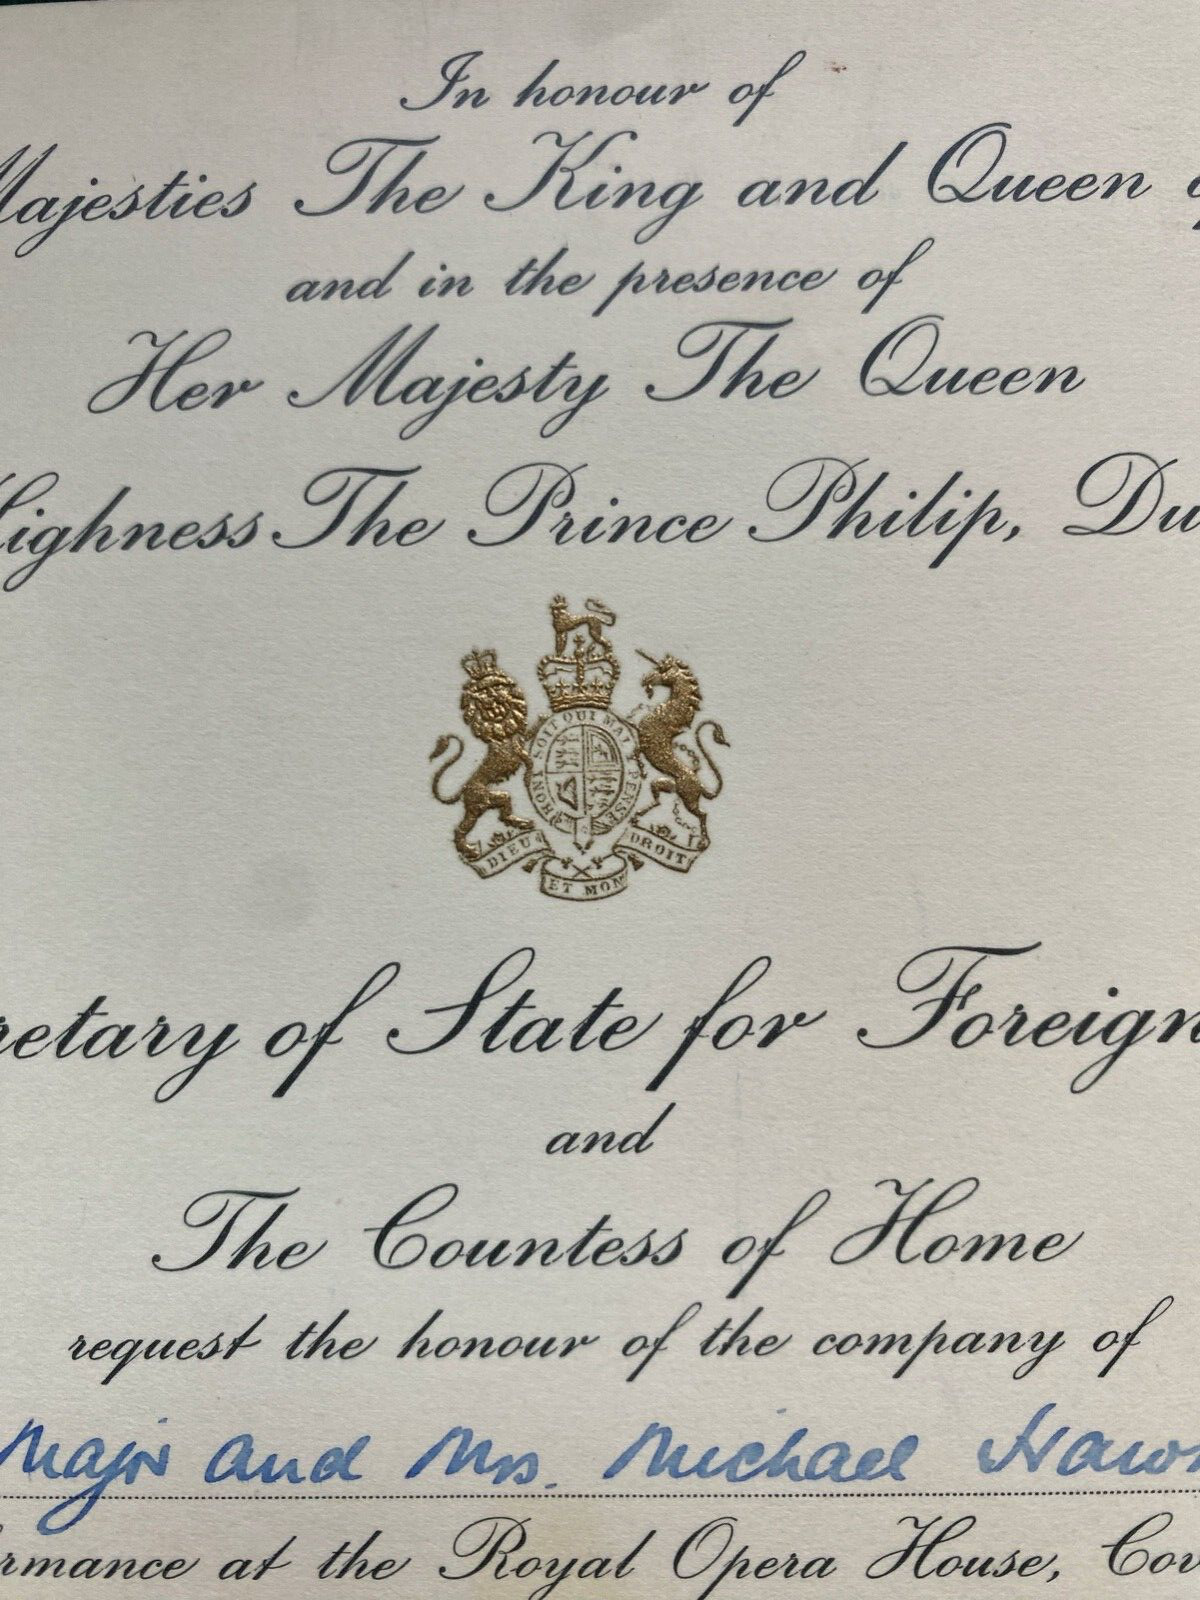 In honour of
Majesties The King and Queen
and in the presence of
Her Majesty The Queen
Highness The Prince Philip, Du
HONI SOIT QUI MAL Y PENSE
DIEU ET MON DROIT
retary of State for Foreign
and
The Countess of Home
request the honour of the company of
Major and Mrs. Michael Haw
rmance at the Royal Opera House, Cov